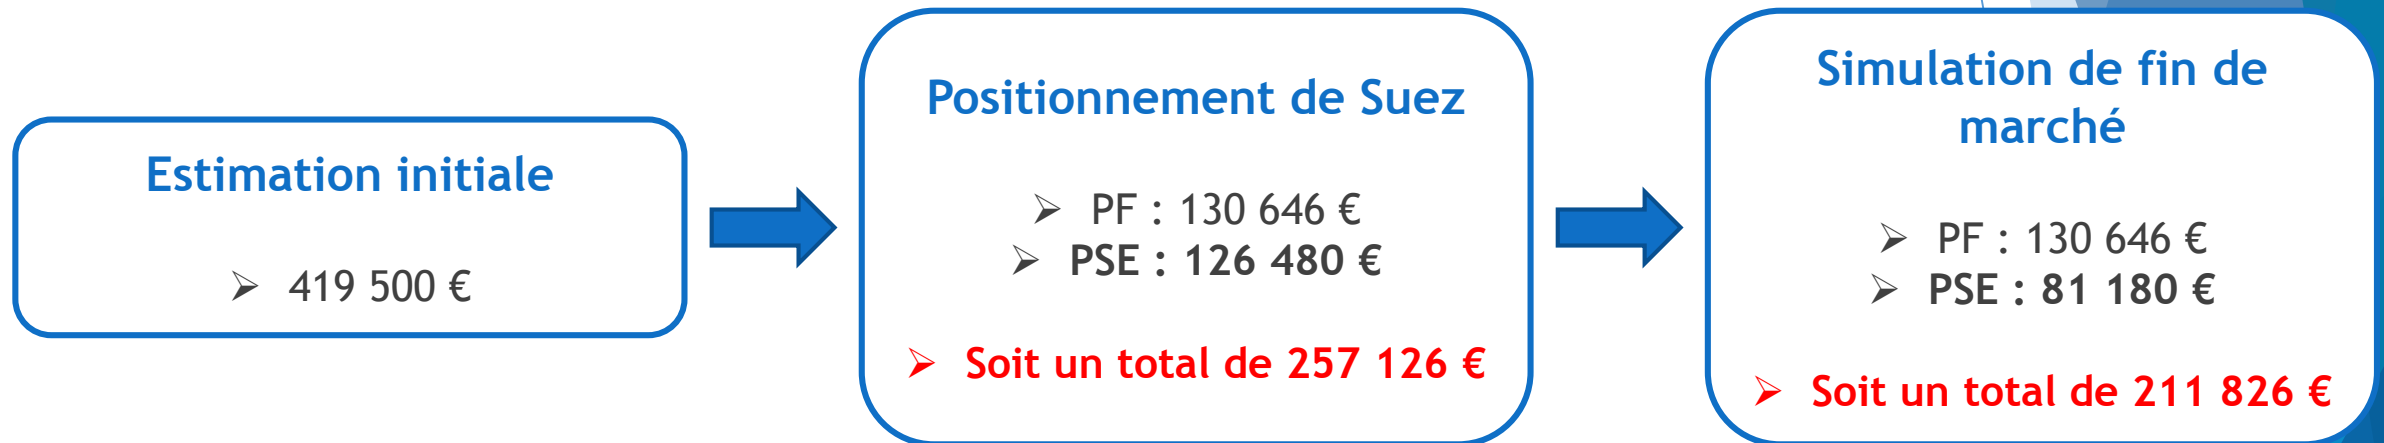 Estimation initiale
➢ 419 500 €
Positionnement de Suez
➢ PF : 130 646 €
➢ PSE : 126 480 €
➢ Soit un total de 257 126 €
Simulation de fin de
marché
➢ PF : 130 646 €
➢ PSE : 81 180 €
➢ Soit un total de 211 826 €